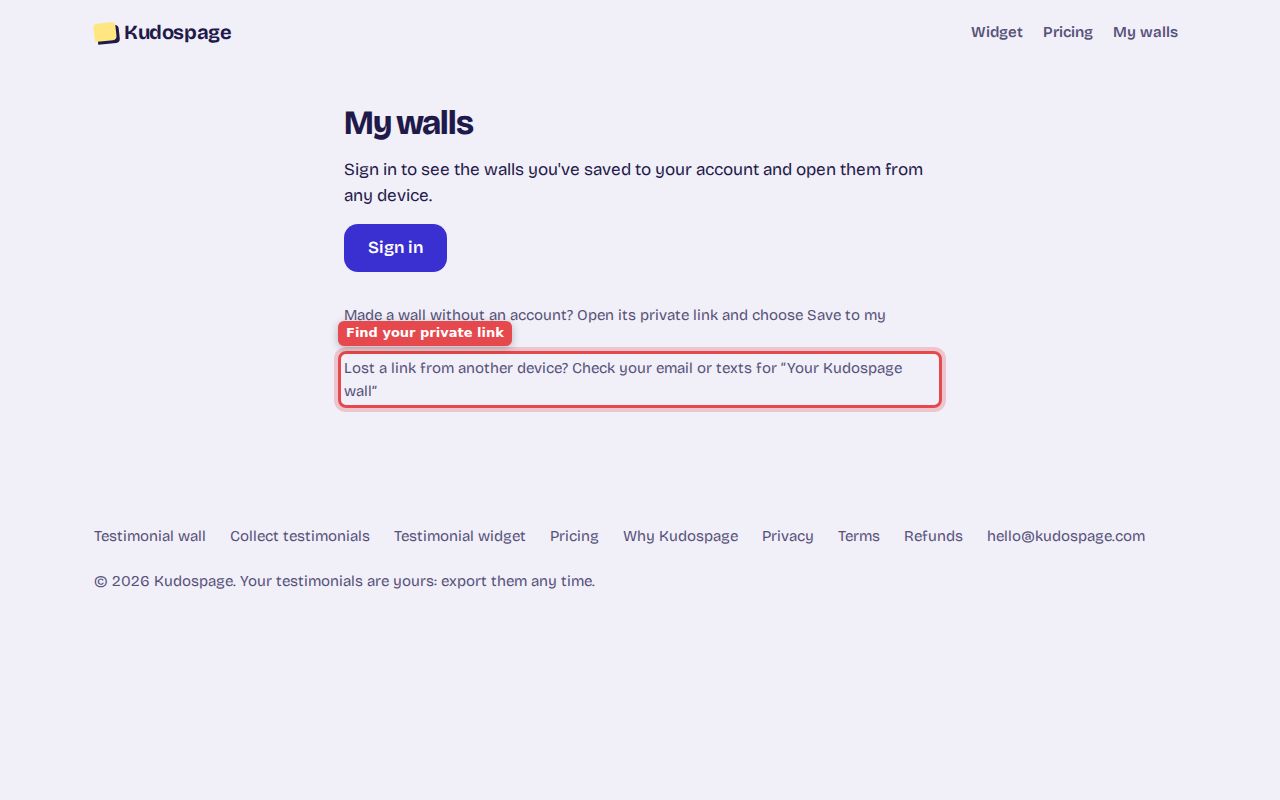 Kudospage
Widget Pricing My walls
My walls
Sign in to see the walls you've saved to your account and open them from
any device.
Sign in
Made a wall without an account? Open its private link and choose Save to my
Find your private link
Lost a link from another device? Check your email or texts for “Your Kudospage
wall”
Testimonial wall Collect testimonials Testimonial widget Pricing Why Kudospage Privacy Terms Refunds hello@kudospage.com
© 2026 Kudospage. Your testimonials are yours: export them any time.